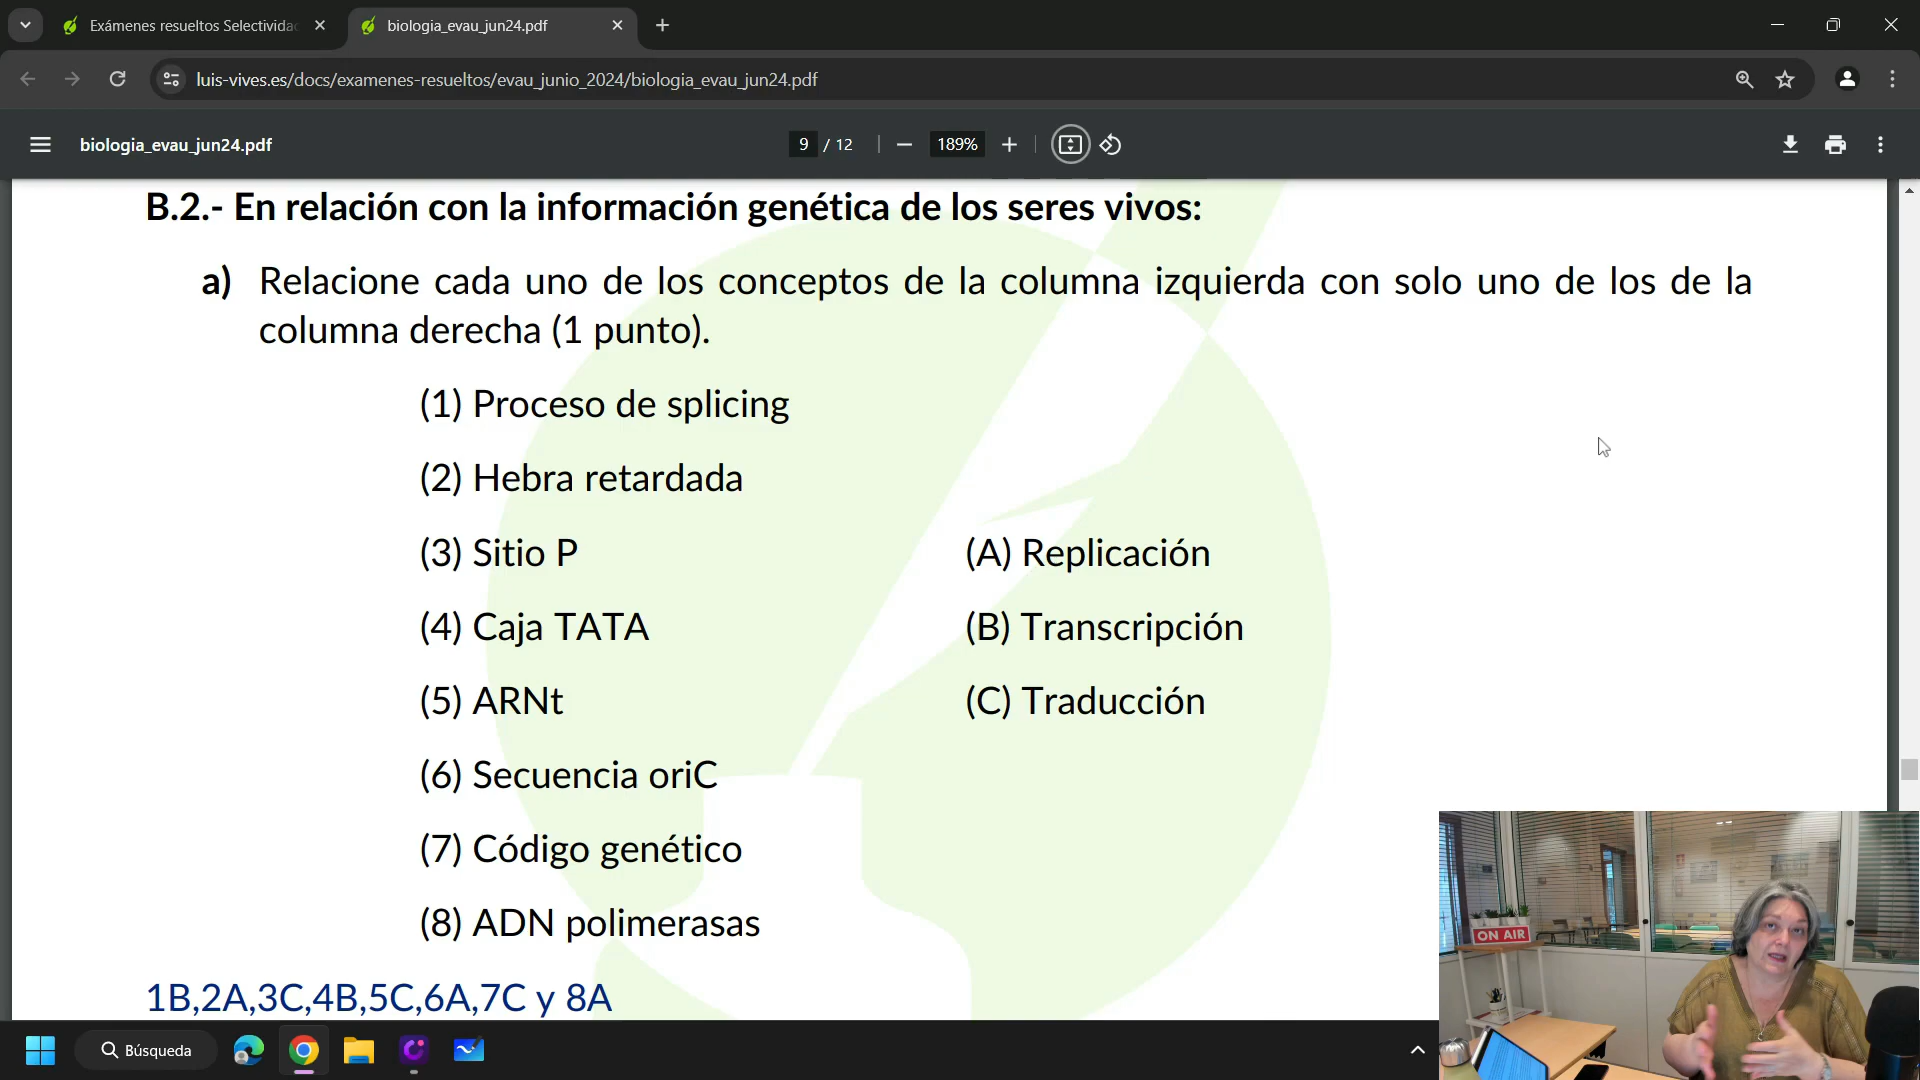 Exámenes resueltos Selectividad
biologia_evau_jun24.pdf
luis-vives.es/docs/examenes-resueltos/evau_junio_2024/biologia_evau_jun24.pdf
biologia_evau_jun24.pdf
9 / 12
189%
B.2.- En relación con la información genética de los seres vivos:
a) Relacione cada uno de los conceptos de la columna izquierda con solo uno de los de la
columna derecha (1 punto).
(1) Proceso de splicing
(2) Hebra retardada
(3) Sitio P
(A) Replicación
(4) Caja TATA
(B) Transcripción
(5) ARNt
(C) Traducción
(6) Secuencia oriC
(7) Código genético
(8) ADN polimerasas
1B,2A,3C,4B,5C,6A,7C y 8A
ON AIR
Búsqueda